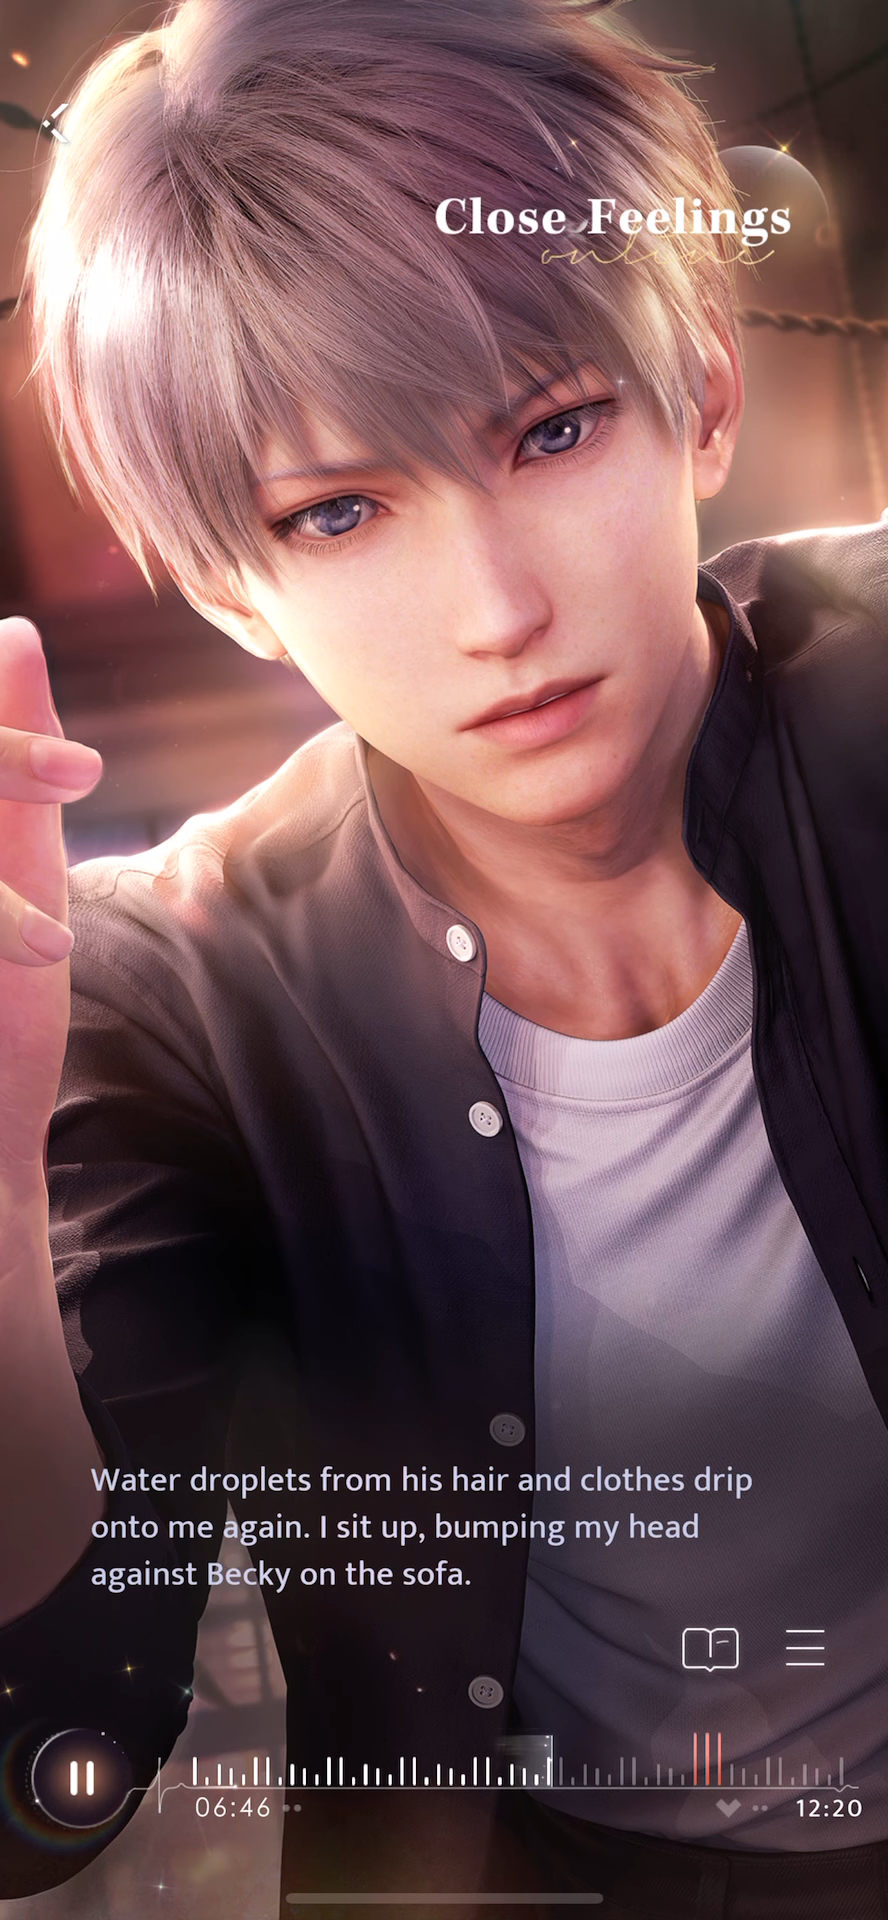 Close Feelings
online
Water droplets from his hair and clothes drip
onto me again. I sit up, bumping my head
against Becky on the sofa.
06:46
12:20